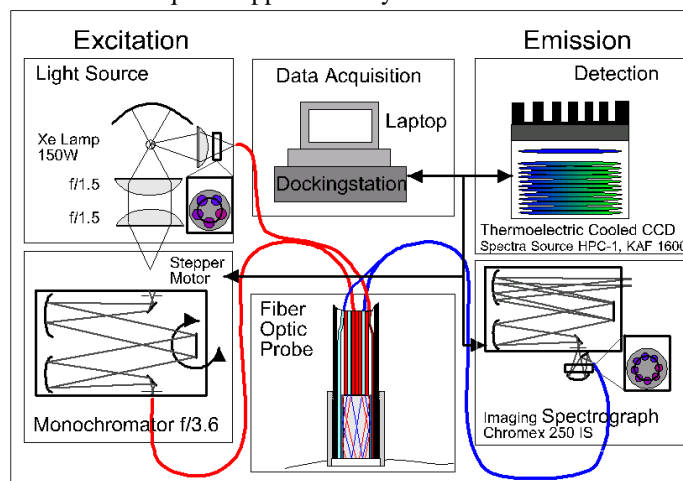 Excitation
Emission
Light Source
Data Acquisition
Detection
Xe Lamp
150W
Laptop
f/1.5
f/1.5
Dockingstation
Thermoelectric Cooled CCD
Spectra Source HPC-1, KAF 1600
Stepper
Motor
Fiber
Optic
Probe
Monochromator f/3.6
Imaging Spectrograph
Chromex 250 IS